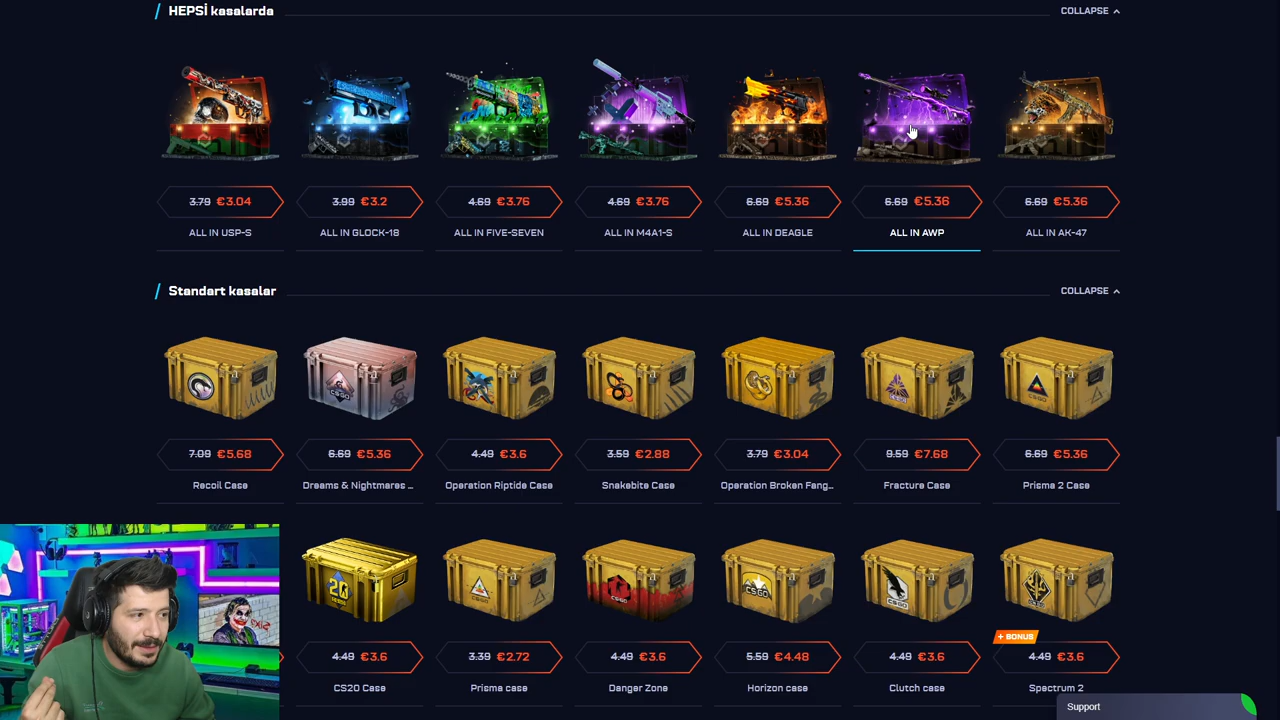 HEPSİ kasalarda
COLLAPSE
3.79 €3.04
3.99 €3.2
4.69 €3.76
4.69 €3.76
6.69 €5.36
6.69 €5.36
6.69 €5.36
ALL IN USP-S
ALL IN GLOCK-18
ALL IN FIVE-SEVEN
ALL IN M4A1-S
ALL IN DEAGLE
ALL IN AWP
ALL IN AK-47
Standart kasalar
COLLAPSE
7.09 €5.68
6.69 €5.36
4.49 €3.6
3.59 €2.88
3.79 €3.04
9.59 €7.68
6.69 €5.36
Recoil Case
Dreams & Nightmares ...
Operation Riptide Case
Snakebite Case
Operation Broken Fang...
Fracture Case
Prisma 2 Case
+ BONUS
4.49 €3.6
3.39 €2.72
4.49 €3.6
5.59 €4.48
4.49 €3.6
4.49 €3.6
CS20 Case
Prisma case
Danger Zone
Horizon case
Clutch case
Spectrum 2
Support